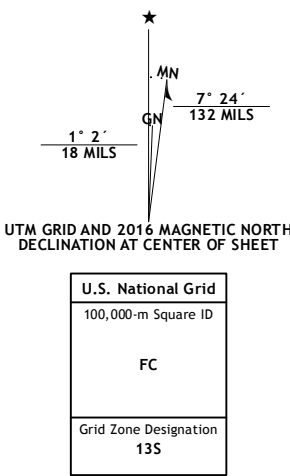 ★
MN
7° 24´
132 MILS
GN
1° 2´
18 MILS
UTM GRID AND 2016 MAGNETIC NORTH
DECLINATION AT CENTER OF SHEET
U.S. National Grid
100,000-m Square ID
FC
Grid Zone Designation
13S